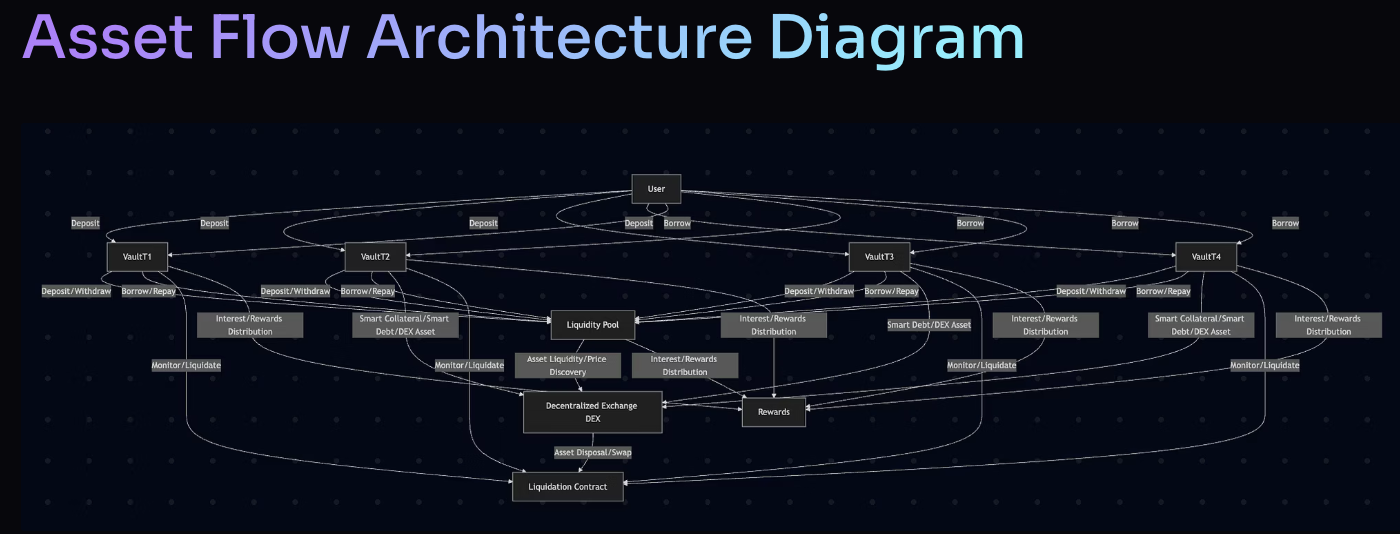 Asset Flow Architecture Diagram
User
Deposit
Deposit
Deposit
Deposit
Borrow
Borrow
Borrow
Borrow
VaultT1
VaultT2
VaultT3
VaultT4
Deposit/Withdraw
Borrow/Repay
Deposit/Withdraw
Borrow/Repay
Deposit/Withdraw
Borrow/Repay
Deposit/Withdraw
Borrow/Repay
Interest/Rewards
Distribution
Smart Collateral/Smart
Debt/DEX Asset
Liquidity Pool
Interest/Rewards
Distribution
Smart Debt/DEX Asset
Interest/Rewards
Distribution
Smart Collateral/Smart
Debt/DEX Asset
Interest/Rewards
Distribution
Monitor/Liquidate
Monitor/Liquidate
Asset Liquidity/Price
Discovery
Interest/Rewards
Distribution
Monitor/Liquidate
Monitor/Liquidate
Decentralized Exchange
DEX
Rewards
Asset Disposal/Swap
Liquidation Contract